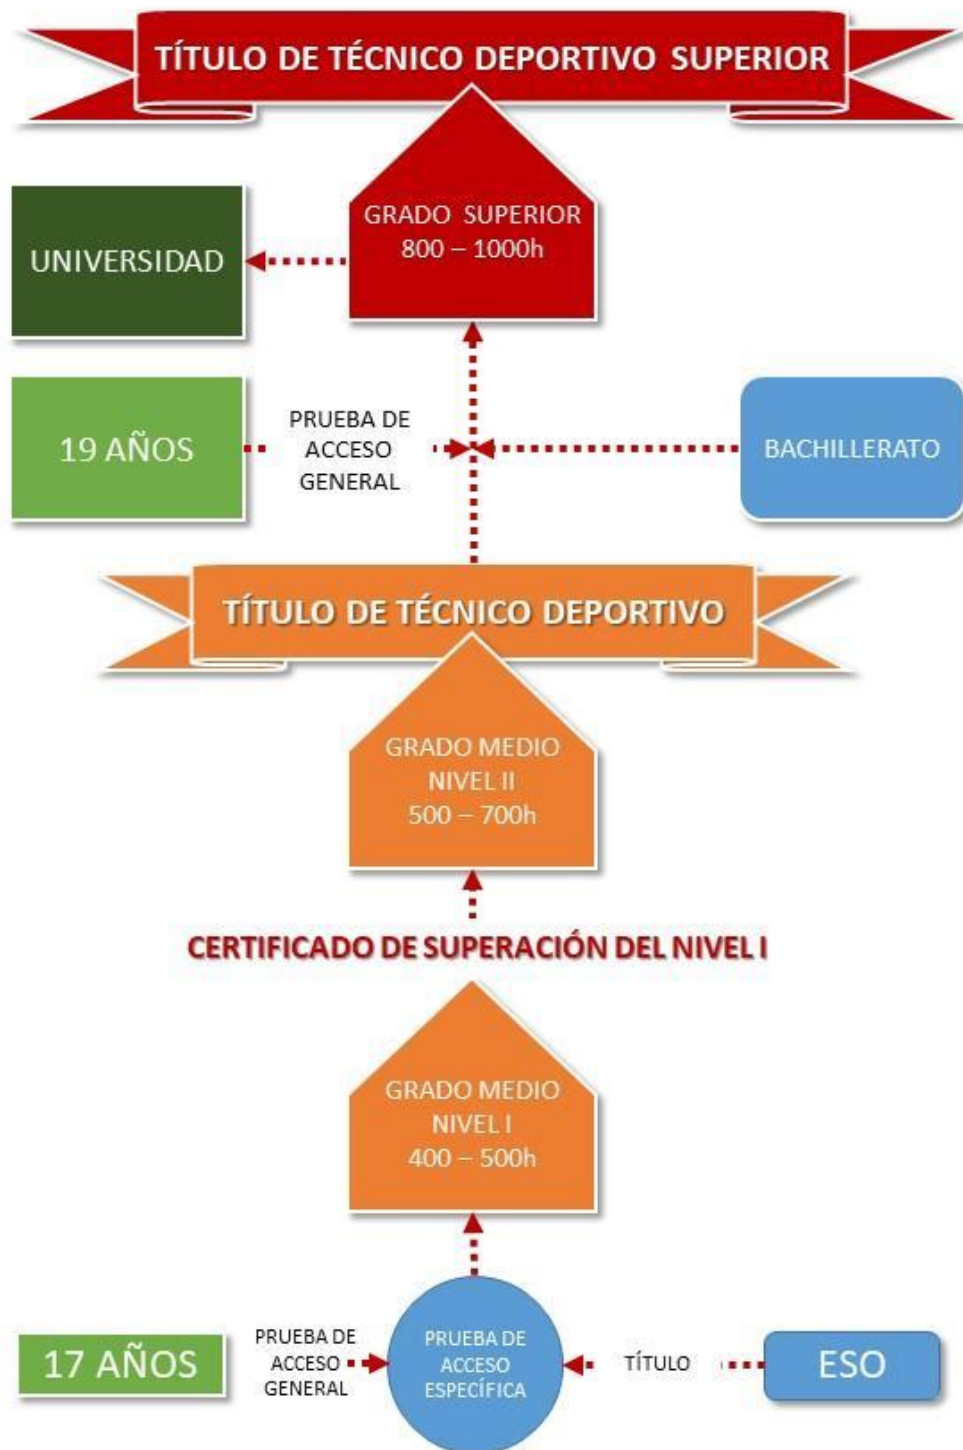 TÍTULO DE TÉCNICO DEPORTIVO SUPERIOR
GRADO SUPERIOR
800 – 1000h
UNIVERSIDAD
19 AÑOS
PRUEBA DE
ACCESO
GENERAL
BACHILLERATO
TÍTULO DE TÉCNICO DEPORTIVO
GRADO MEDIO
NIVEL II
500 – 700h
CERTIFICADO DE SUPERACIÓN DEL NIVEL I
GRADO MEDIO
NIVEL I
400 – 500h
17 AÑOS
PRUEBA DE
ACCESO
GENERAL
PRUEBA DE
ACCESO
ESPECÍFICA
TÍTULO
ESO